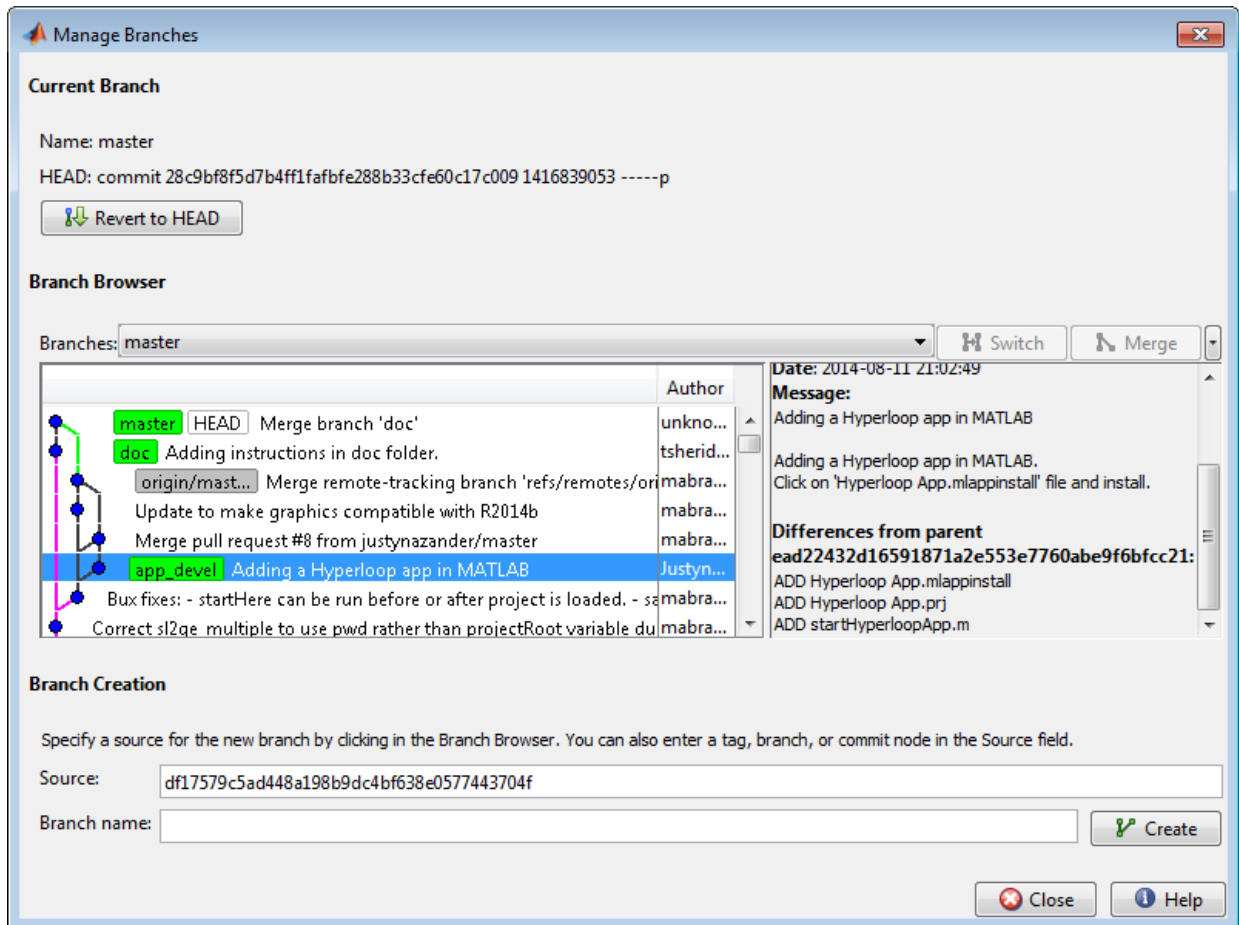 Manage Branches
Current Branch
Name: master
HEAD: commit 28c9bf8f5d7b4ff1fafbfe288b33cfe60c17c009 1416839053 -----p
Revert to HEAD
Branch Browser
Branches: master Switch Merge
Author
master HEAD Merge branch 'doc' unkno...
doc Adding instructions in doc folder. tsherid...
origin/mast... Merge remote-tracking branch 'refs/remotes/ori mabra...
Update to make graphics compatible with R2014b mabra...
Merge pull request #8 from justynazander/master mabra...
app_devel Adding a Hyperloop app in MATLAB Justyn...
Bux fixes: - startHere can be run before or after project is loaded. - sa mabra...
Correct sl2qe_multiple to use pwd rather than projectRoot variable du mabra...
Date: 2014-08-11 21:02:49
Message:
Adding a Hyperloop app in MATLAB
Adding a Hyperloop app in MATLAB.
Click on 'Hyperloop App.mlappinstall' file and install.
Differences from parent
ead22432d16591871a2e553e7760abe9f6bfcc21:
ADD Hyperloop App.mlappinstall
ADD Hyperloop App.prj
ADD startHyperloopApp.m
Branch Creation
Specify a source for the new branch by clicking in the Branch Browser. You can also enter a tag, branch, or commit node in the Source field.
Source: df17579c5ad448a198b9dc4bf638e0577443704f
Branch name: Create
Close Help